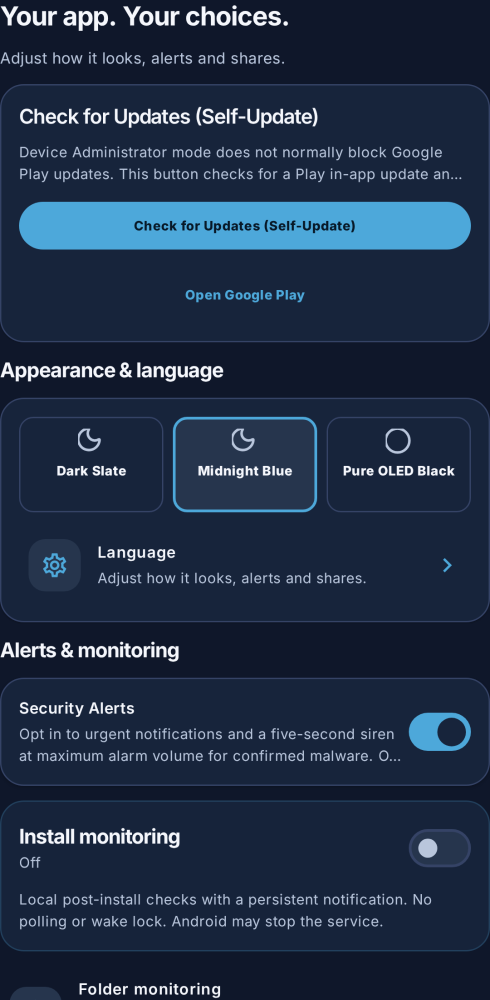 Your app. Your choices.
Adjust how it looks, alerts and shares.
Check for Updates (Self-Update)
Device Administrator mode does not normally block Google
Play updates. This button checks for a Play in-app update an...
Check for Updates (Self-Update)
Open Google Play
Appearance & language
Dark Slate
Midnight Blue
Pure OLED Black
Language
Adjust how it looks, alerts and shares.
Alerts & monitoring
Security Alerts
Opt in to urgent notifications and a five-second siren
at maximum alarm volume for confirmed malware. O...
Install monitoring
Off
Local post-install checks with a persistent notification. No
polling or wake lock. Android may stop the service.
Folder monitoring